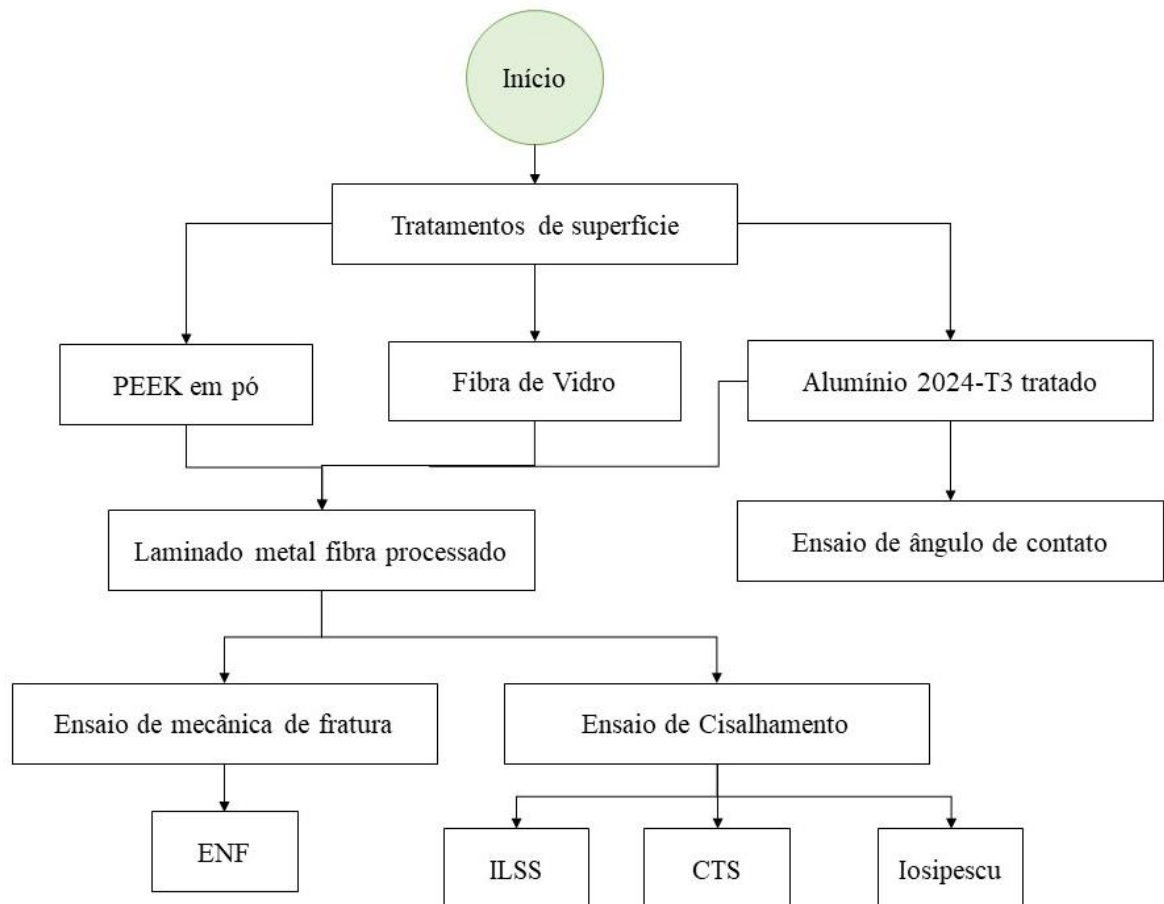 Início
Tratamentos de superfície
PEEK em pó
Fibra de Vidro
Alumínio 2024-T3 tratado
Laminado metal fibra processado
Ensaio de ângulo de contato
Ensaio de mecânica de fratura
Ensaio de Cisalhamento
ENF
ILSS
CTS
Iosipescu